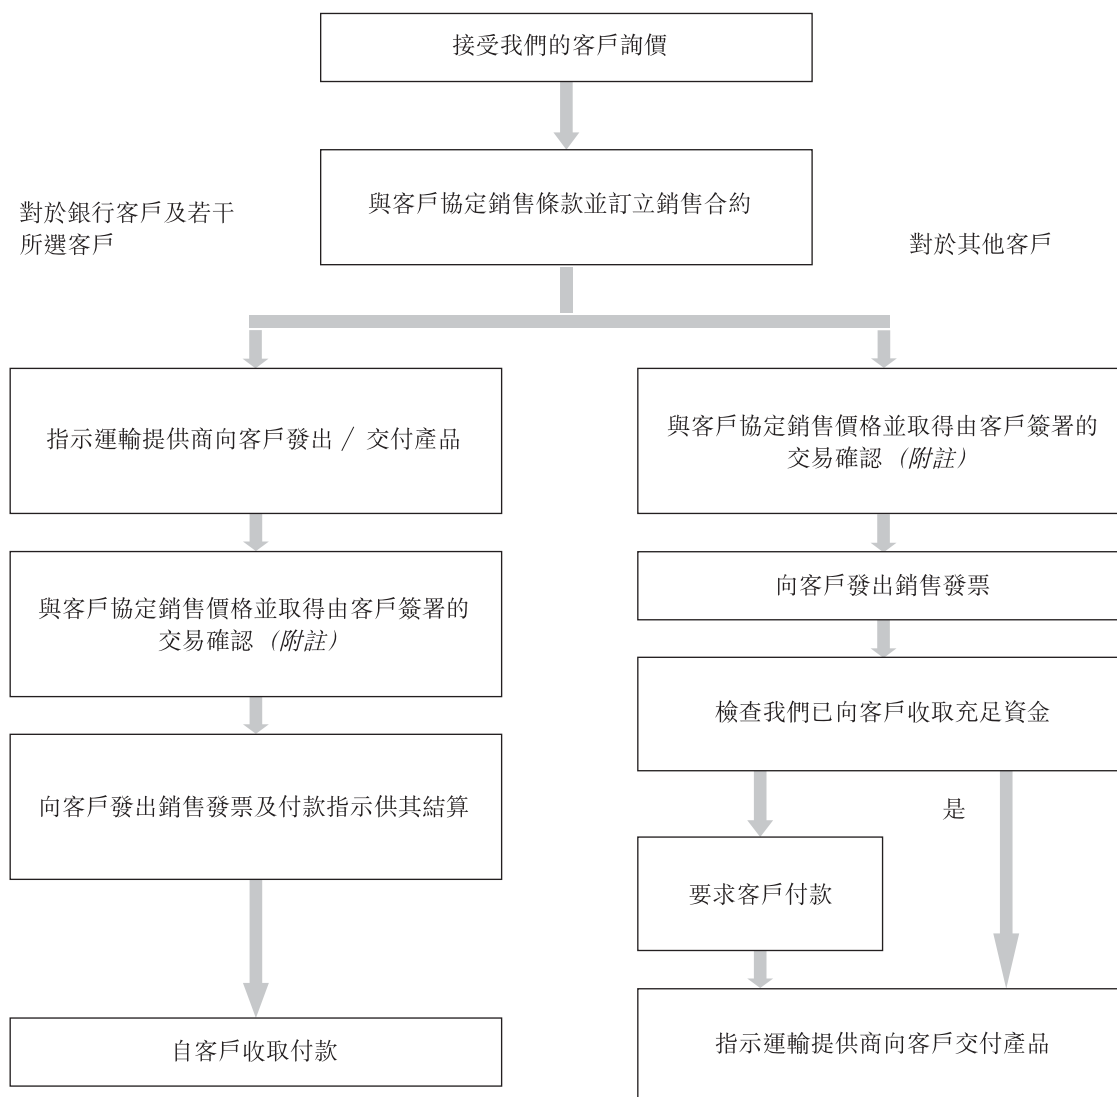 接受我們的客戶詢價
與客戶協定銷售條款並訂立銷售合約
對於銀行客戶及若干
所選客戶
對於其他客戶
指示運輸提供商向客戶發出 / 交付產品
與客戶協定銷售價格並取得由客戶簽署的
交易確認（附註）
向客戶發出銷售發票及付款指示供其結算
自客戶收取付款
與客戶協定銷售價格並取得由客戶簽署的
交易確認（附註）
向客戶發出銷售發票
檢查我們已向客戶收取充足資金
是
要求客戶付款
指示運輸提供商向客戶交付產品